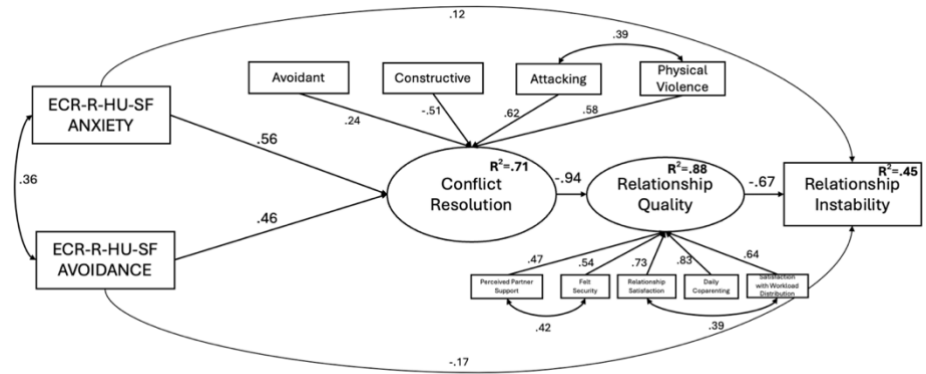 .12
.39
Avoidant
Constructive
Attacking
Physical
Violence
ECR-R-HU-SF
ANXIETY
.24
-.51
.62
.58
.56
.36
R²=.71
Conflict
Resolution
-.94
R²=.88
Relationship
Quality
-.67
R²=.45
Relationship
Instability
.46
ECR-R-HU-SF
AVOIDANCE
.47
.54
.73
.83
.64
Perceived Partner
Support
Felt
Security
Relationship
Satisfaction
Daily
Coparenting
Satisfaction
with Workload
Distribution
.42
.39
-.17